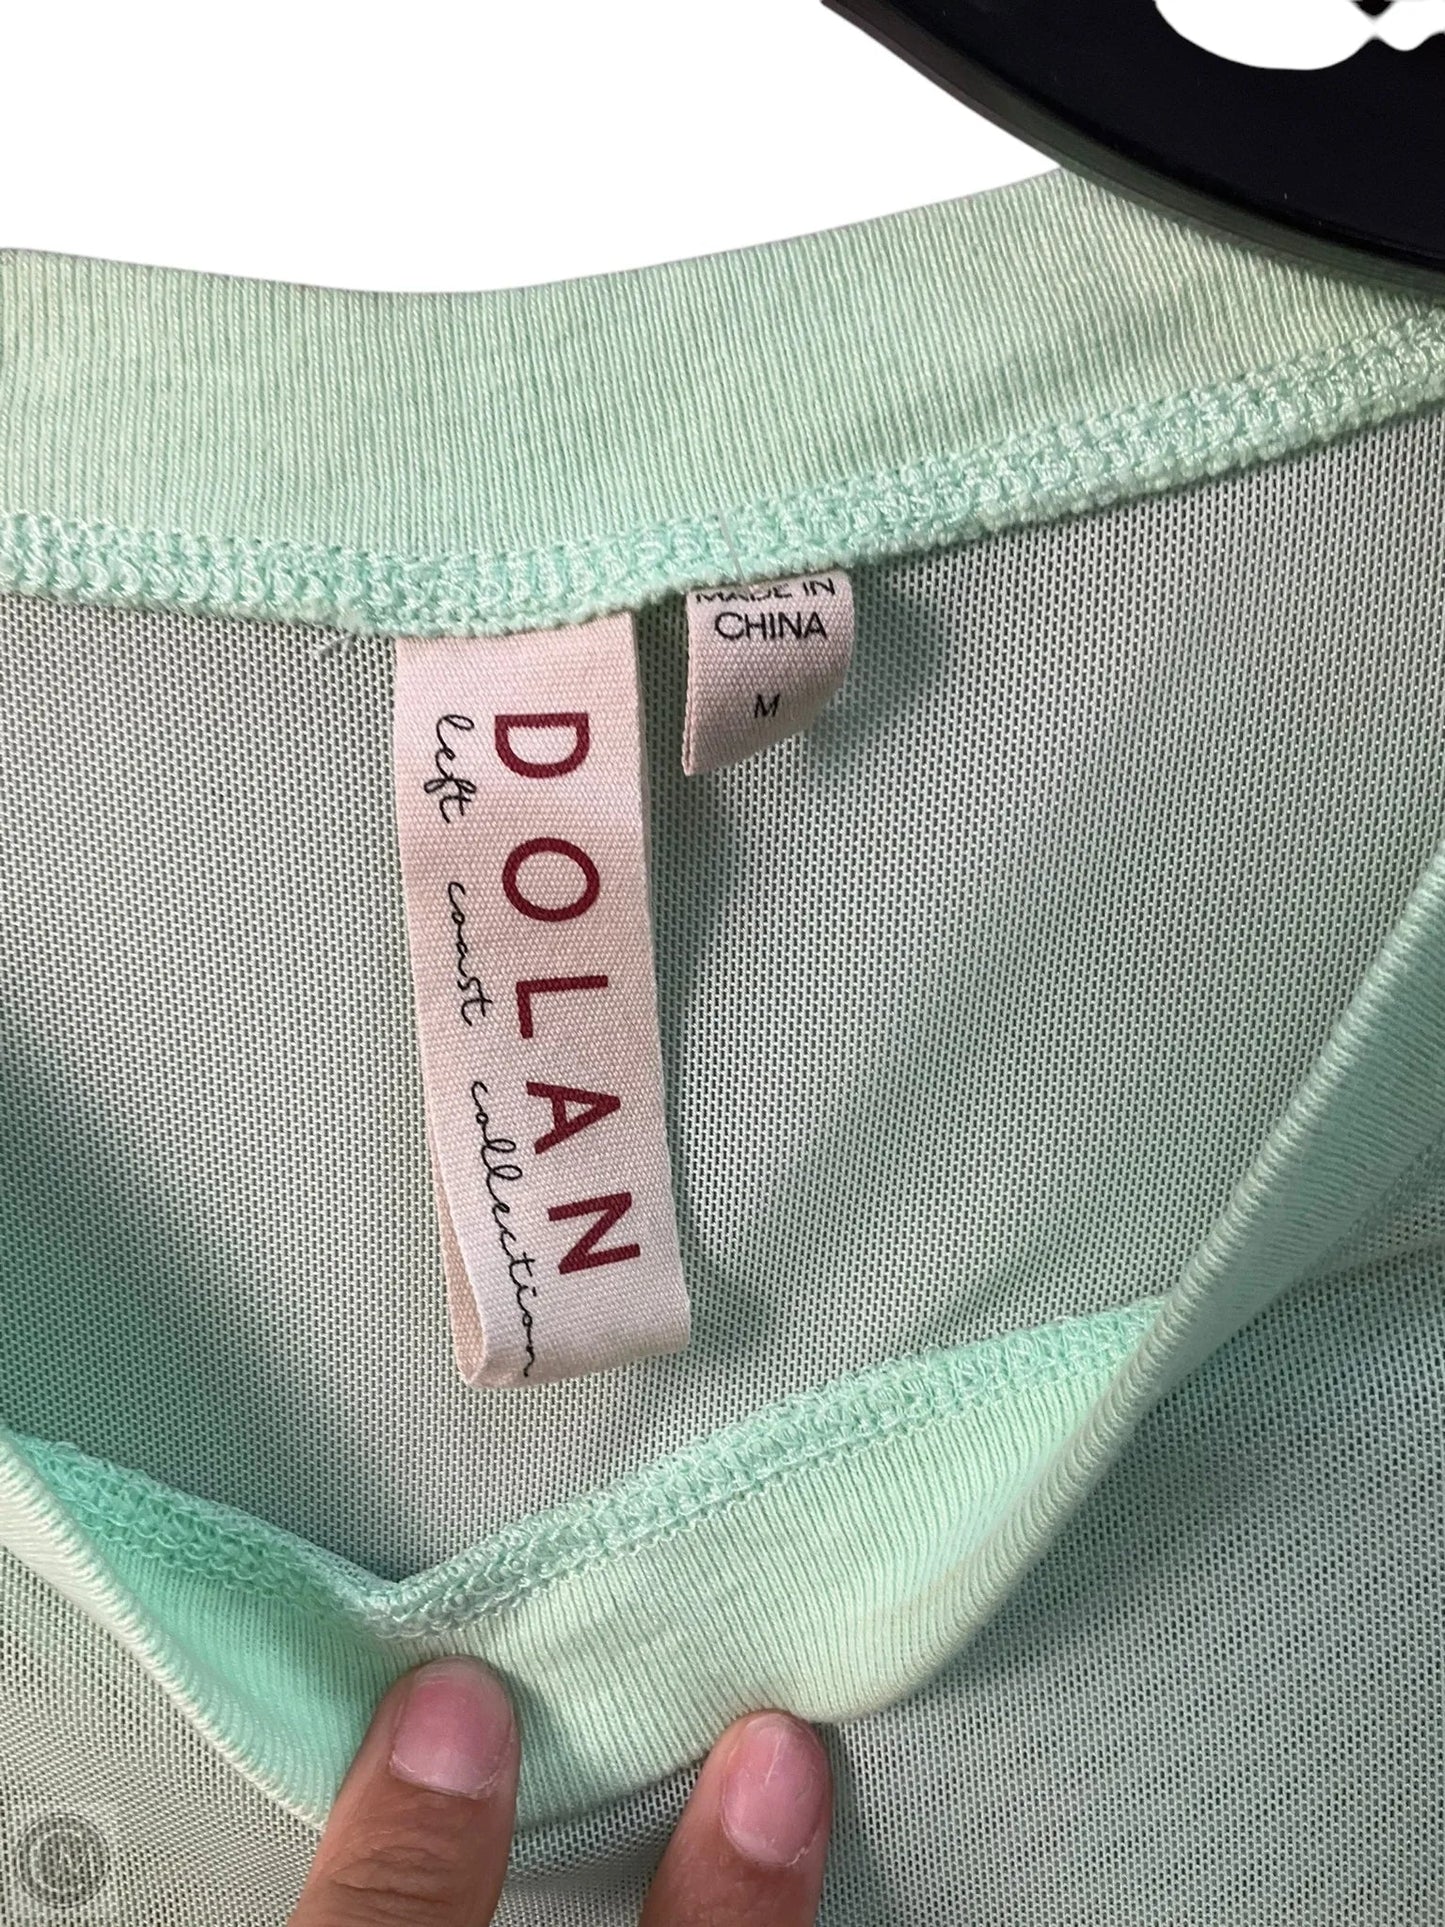 DOLAN
left coast collection
MADE IN
CHINA
M